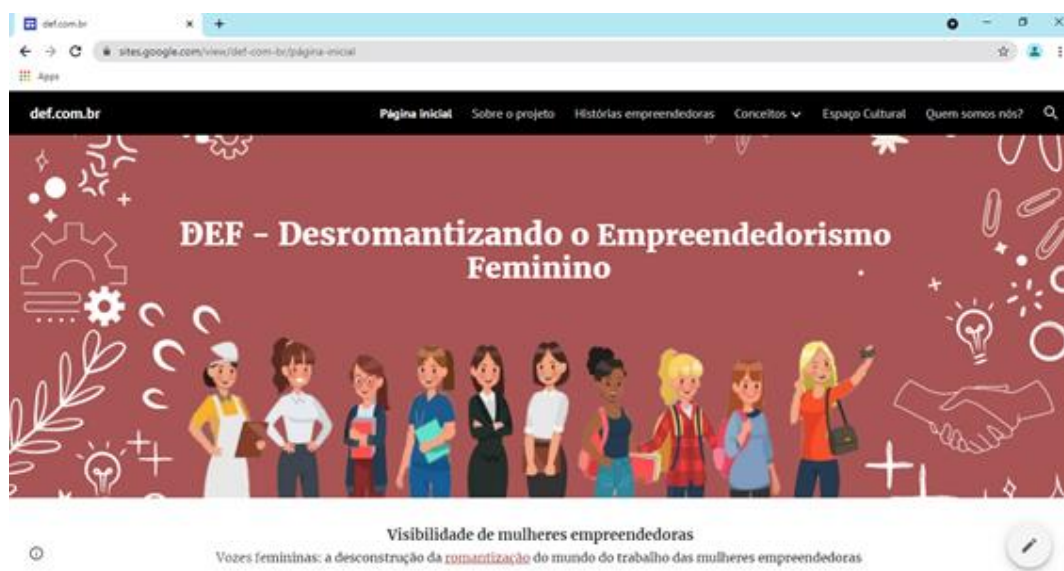 def.com.br
sites.google.com/view/def-com-br/página-inicial
Apps
def.com.br Página inicial Sobre o projeto Histórias empreendedoras Conceitos Espaço Cultural Quem somos nós?
DEF - Desromantizando o Empreendedorismo
Feminino
Visibilidade de mulheres empreendedoras
Vozes femininas: a desconstrução da romantização do mundo do trabalho das mulheres empreendedoras